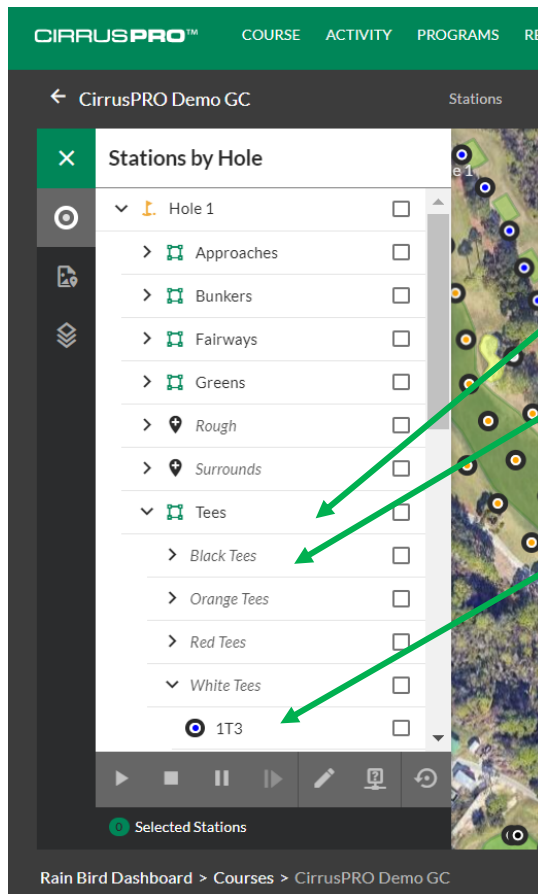 CIRRUSPRO™ COURSE ACTIVITY PROGRAMS
CirrusPRO Demo GC Stations
Stations by Hole
Hole 1
Approaches
Bunkers
Fairways
Greens
Rough
Surrounds
Tees
Black Tees
Orange Tees
Red Tees
White Tees
1T3
0 Selected Stations
Rain Bird Dashboard > Courses > CirrusPRO Demo GC